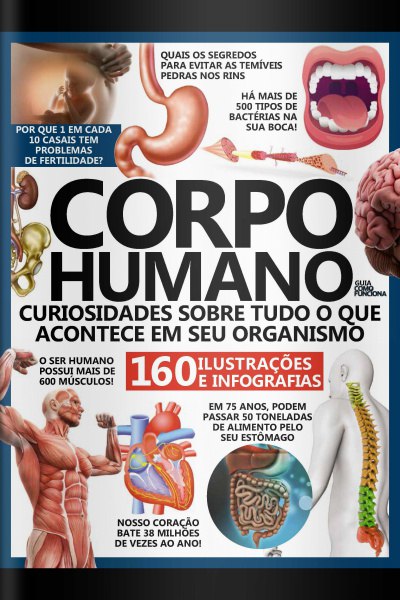 QUAIS OS SEGREDOS
PARA EVITAR AS TEMÍVEIS
PEDRAS NOS RINS
HÁ MAIS DE
500 TIPOS DE
BACTÉRIAS NA
SUA BOCA!
POR QUE 1 EM CADA
10 CASAIS TEM
PROBLEMAS
DE FERTILIDADE?
CORPO
HUMANO
GUIA
COMO
FUNCIONA
CURIOSIDADES SOBRE TUDO O QUE
ACONTECE EM SEU ORGANISMO
O SER HUMANO
POSSUI MAIS DE
600 MÚSCULOS!
160 ILUSTRAÇÕES
E INFOGRAFIAS
EM 75 ANOS, PODEM
PASSAR 50 TONELADAS
DE ALIMENTO PELO
SEU ESTÔMAGO
NOSSO CORAÇÃO
BATE 38 MILHÕES
DE VEZES AO ANO!